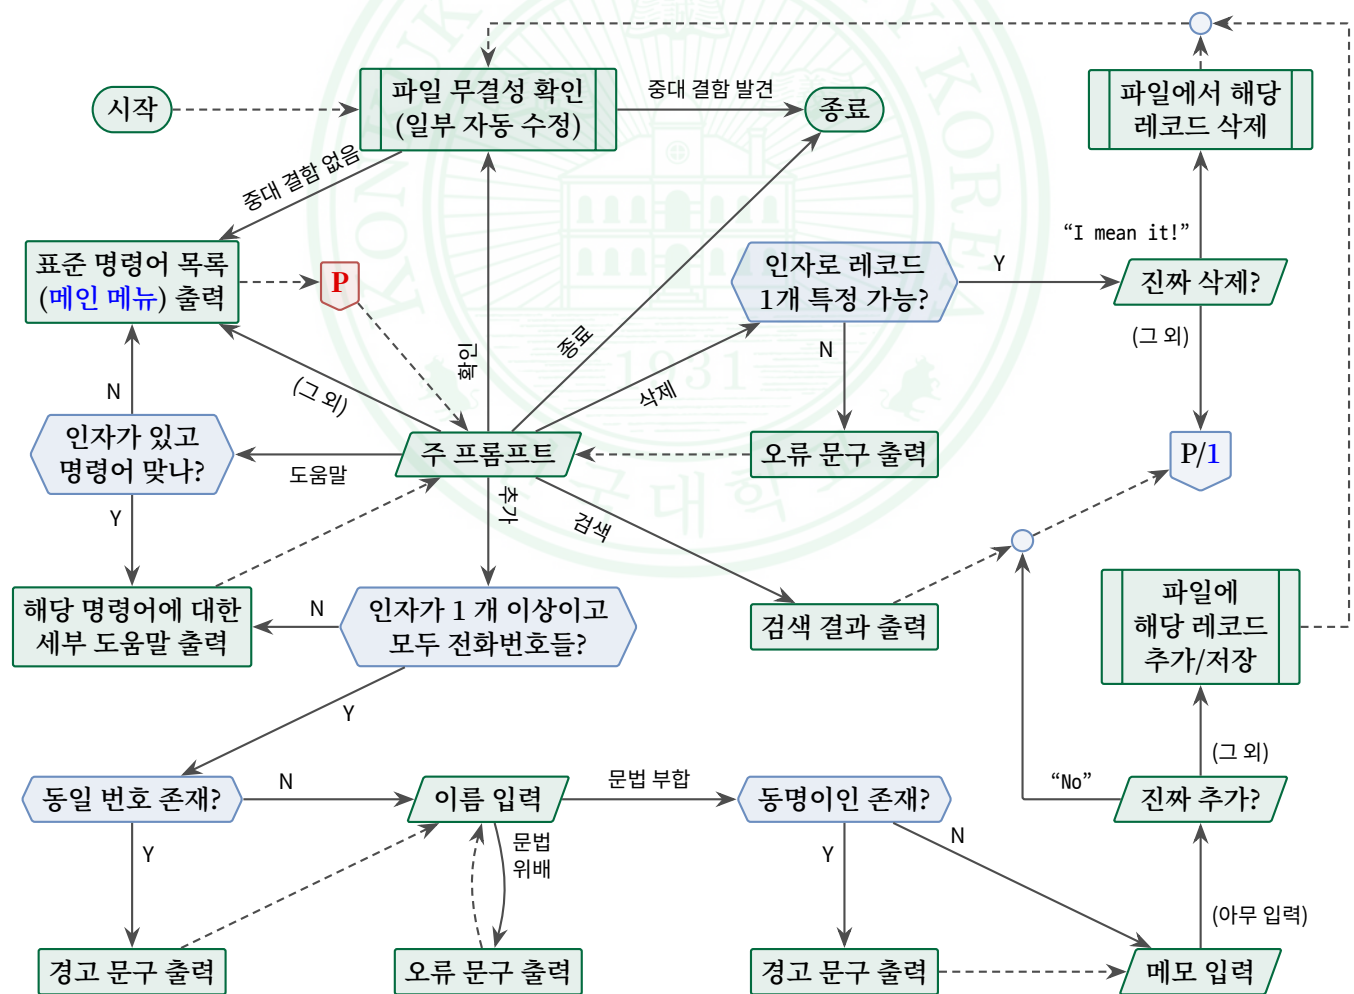 시작
파일 무결성 확인
(일부 자동 수정)
중대 결함 발견
종료
파일에서 해당
레코드 삭제
중대 결함 없음
“I mean it!”
표준 명령어 목록
(메인 메뉴) 출력
P
인자로 레코드
1개 특정 가능?
Y
진짜 삭제?
확인
종료
삭제
N
(그 외)
(그 외)
N
인자가 있고
명령어 맞나?
도움말
주 프롬프트
오류 문구 출력
P/1
Y
추가
검색
해당 명령어에 대한
세부 도움말 출력
N
인자가 1 개 이상이고
모두 전화번호들?
검색 결과 출력
파일에
해당 레코드
추가/저장
Y
(그 외)
동일 번호 존재?
N
이름 입력
문법 부합
동명이인 존재?
“No”
진짜 추가?
Y
문법
위배
Y
N
(아무 입력)
경고 문구 출력
오류 문구 출력
경고 문구 출력
메모 입력
1931